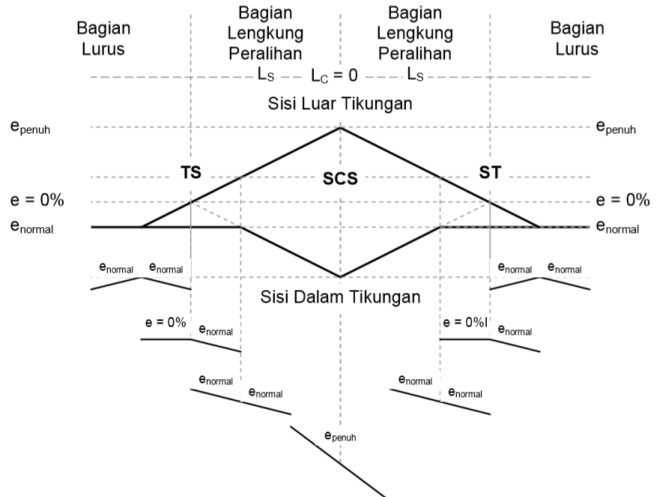 Bagian
Lurus
Bagian
Lengkung
Peralihan
Bagian
Lengkung
Peralihan
Bagian
Lurus
LS LC = 0 LS
Sisi Luar Tikungan
epenuh epenuh
TS SCS ST
e = 0% e = 0%
enormal enormal
enormal enormal enormal enormal
Sisi Dalam Tikungan
e = 0% enormal e = 0%I enormal
enormal enormal enormal enormal
epenuh